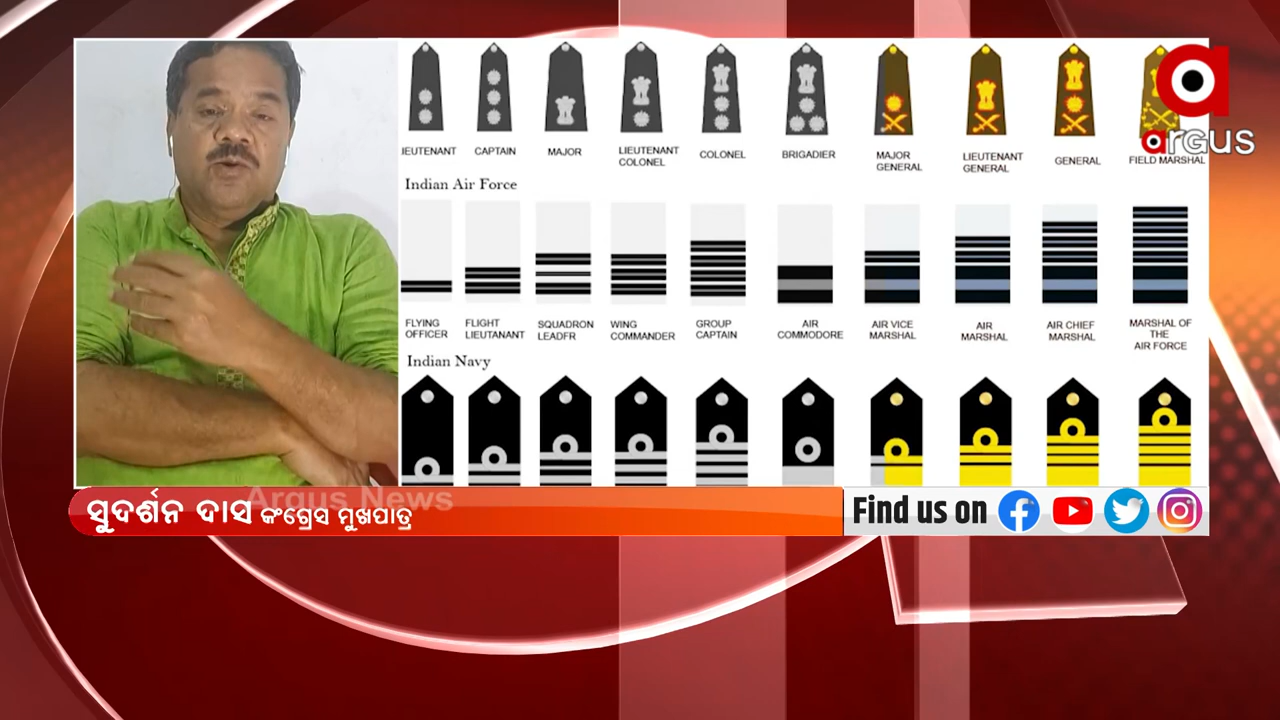 argus
IEUTENANT
CAPTAIN
MAJOR
LIEUTENANT
COLONEL
COLONEL
BRIGADIER
MAJOR
GENERAL
LIEUTENANT
GENERAL
GENERAL
FIELD MARSHAL
Indian Air Force
FLYING
OFFICER
FLIGHT
LIEUTANANT
SQUADRON
LEADFR
WING
COMMANDER
GROUP
CAPTAIN
AIR
COMMODORE
AIR VICE
MARSHAL
AIR
MARSHAL
AIR CHIEF
MARSHAL
MARSHAL OF
THE
AIR FORCE
Indian Navy
Argus News
ସୁଦର୍ଶନ ଦାସ କଂଗ୍ରେସ ମୁଖପାତ୍ର
Find us on